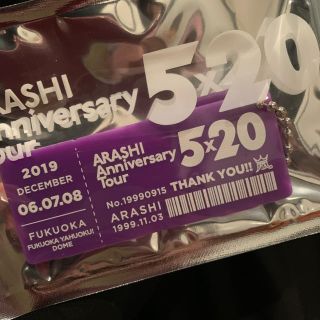 ARASHI
Anniversary
Tour
5×20
2019
DECEMBER
06.07.08
FUKUOKA
FUKUOKA YAHUOKU!
DOME
ARASHI
Anniversary
Tour
5×20
No.19990915
THANK YOU!!
ARASHI
1999.11.03